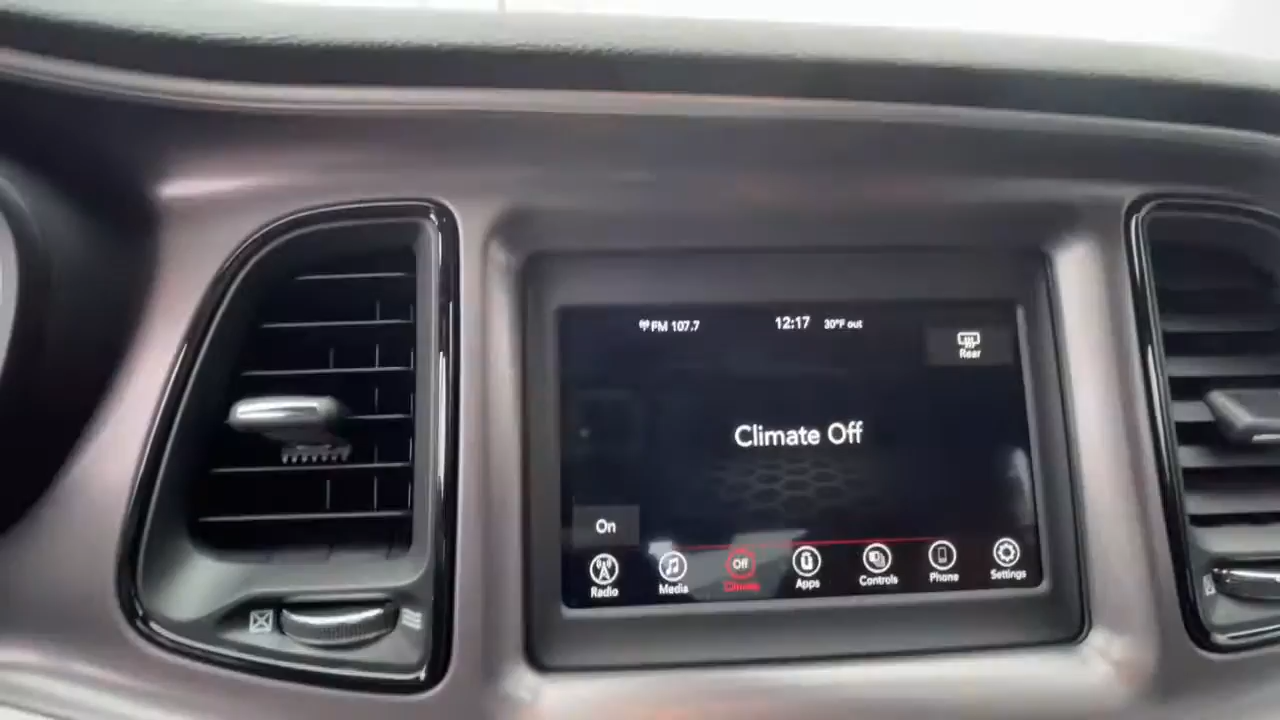 FM 107.7
12:17
30°F out
Rear
Climate Off
On
Radio
Media
Off
Climate
Apps
Controls
Phone
Settings